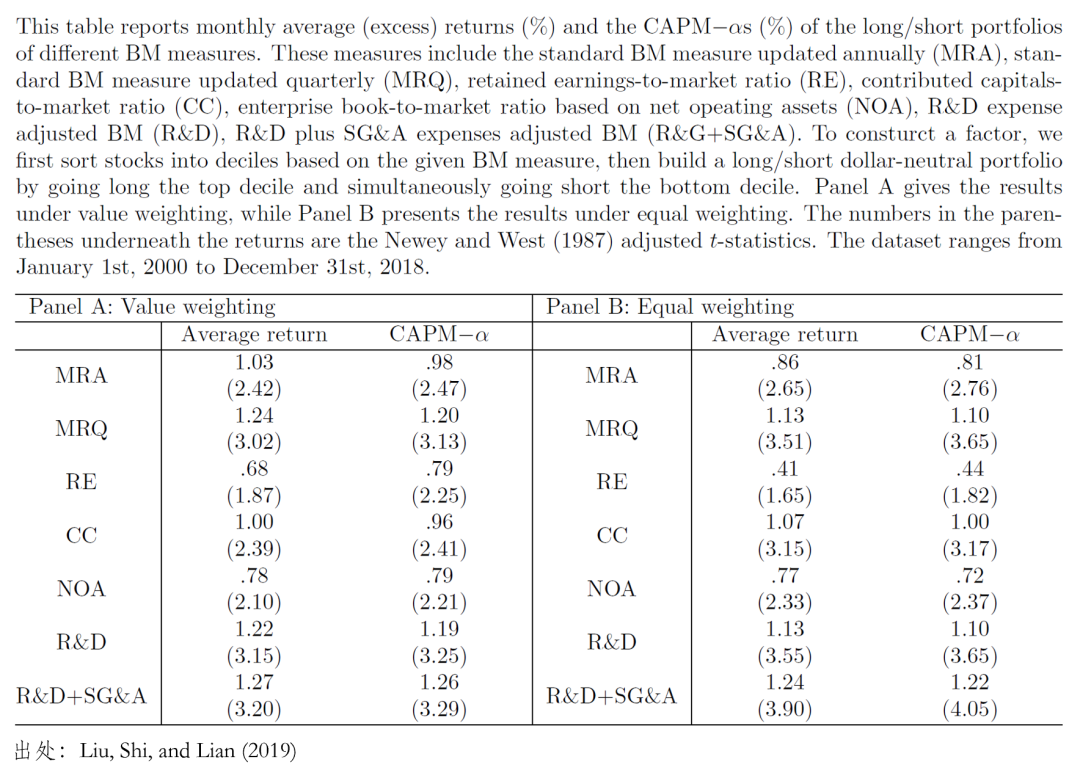 This table reports monthly average (excess) returns (%) and the CAPM−αs (%) of the long/short portfolios
of different BM measures. These measures include the standard BM measure updated annually (MRA), stan-
dard BM measure updated quarterly (MRQ), retained earnings-to-market ratio (RE), contributed capitals-
to-market ratio (CC), enterprise book-to-market ratio based on net opeating assets (NOA), R&D expense
adjusted BM (R&D), R&D plus SG&A expenses adjusted BM (R&G+SG&A). To consturct a factor, we
first sort stocks into deciles based on the given BM measure, then build a long/short dollar-neutral portfolio
by going long the top decile and simultaneously going short the bottom decile. Panel A gives the results
under value weighting, while Panel B presents the results under equal weighting. The numbers in the paren-
theses underneath the returns are the Newey and West (1987) adjusted t-statistics. The dataset ranges from
January 1st, 2000 to December 31st, 2018.
Panel A: Value weighting Panel B: Equal weighting
Average return CAPM−α Average return CAPM−α
MRA 1.03 .98 MRA .86 .81
(2.42) (2.47) (2.65) (2.76)
MRQ 1.24 1.20 MRQ 1.13 1.10
(3.02) (3.13) (3.51) (3.65)
RE .68 .79 RE .41 .44
(1.87) (2.25) (1.65) (1.82)
CC 1.00 .96 CC 1.07 1.00
(2.39) (2.41) (3.15) (3.17)
NOA .78 .79 NOA .77 .72
(2.10) (2.21) (2.33) (2.37)
R&D 1.22 1.19 R&D 1.13 1.10
(3.15) (3.25) (3.55) (3.65)
R&D+SG&A 1.27 1.26 R&D+SG&A 1.24 1.22
(3.20) (3.29) (3.90) (4.05)
出处：Liu, Shi, and Lian (2019)